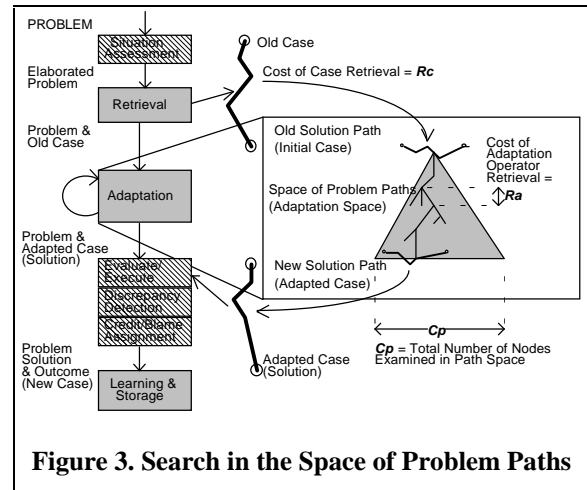 PROBLEM
Situation
Assessment
Elaborated
Problem
Retrieval
Problem &
Old Case
Adaptation
Problem &
Adapted Case
(Solution)
Evaluate/
Execute
Discrepancy
Detection
Credit/Blame
Assignment
Problem
Solution
& Outcome
(New Case)
Learning &
Storage
Old Case
Cost of Case Retrieval = Rc
Old Solution Path
(Initial Case)
Space of Problem Paths
(Adaptation Space)
New Solution Path
(Adapted Case)
Cost of
Adaptation
Operator
Retrieval =
Ra
Adapted Case
(Solution)
Cp
Cp = Total Number of Nodes
Examined in Path Space
Figure 3. Search in the Space of Problem Paths